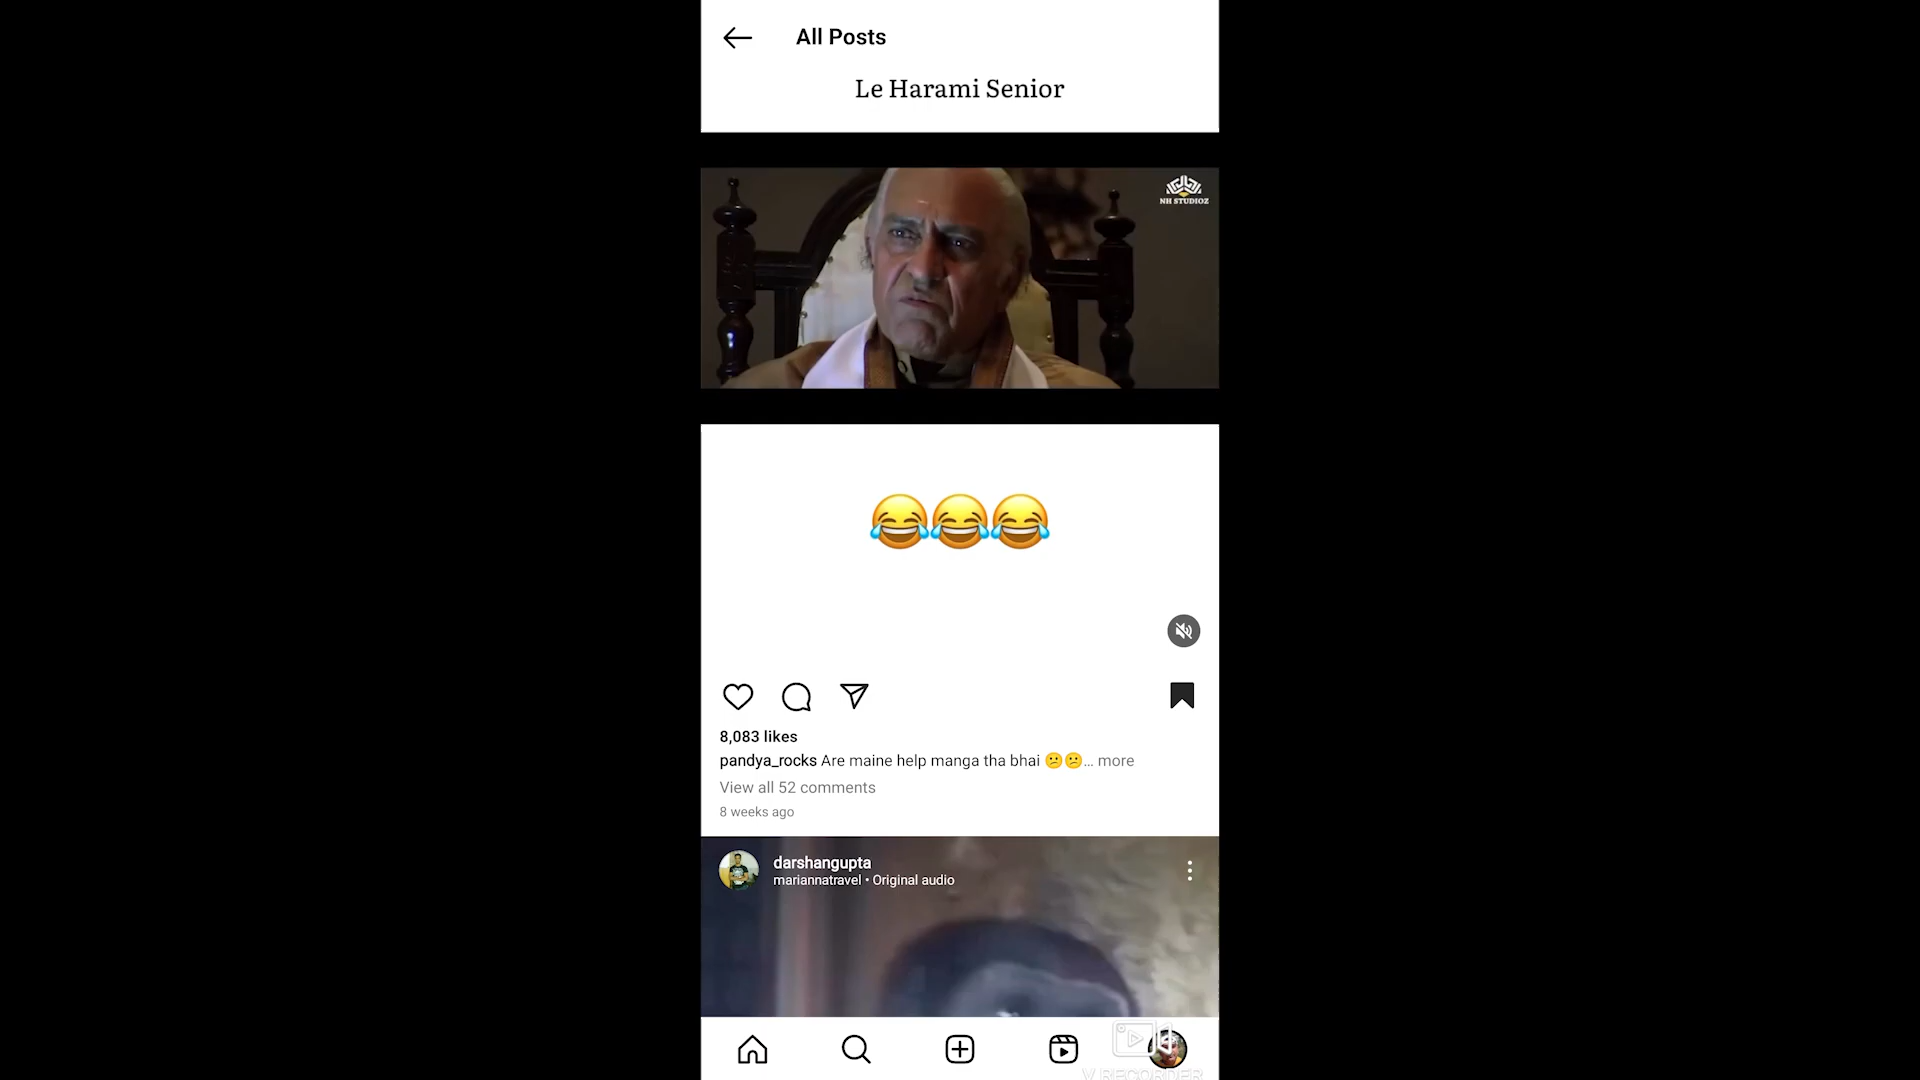 All Posts
Le Harami Senior
NH STUDIOZ
😂😂😂
8,083 likes
pandya_rocks Are maine help manga tha bhai 😕😕... more
View all 52 comments
8 weeks ago
darshangupta
mariannatravel • Original audio
V RECORDER